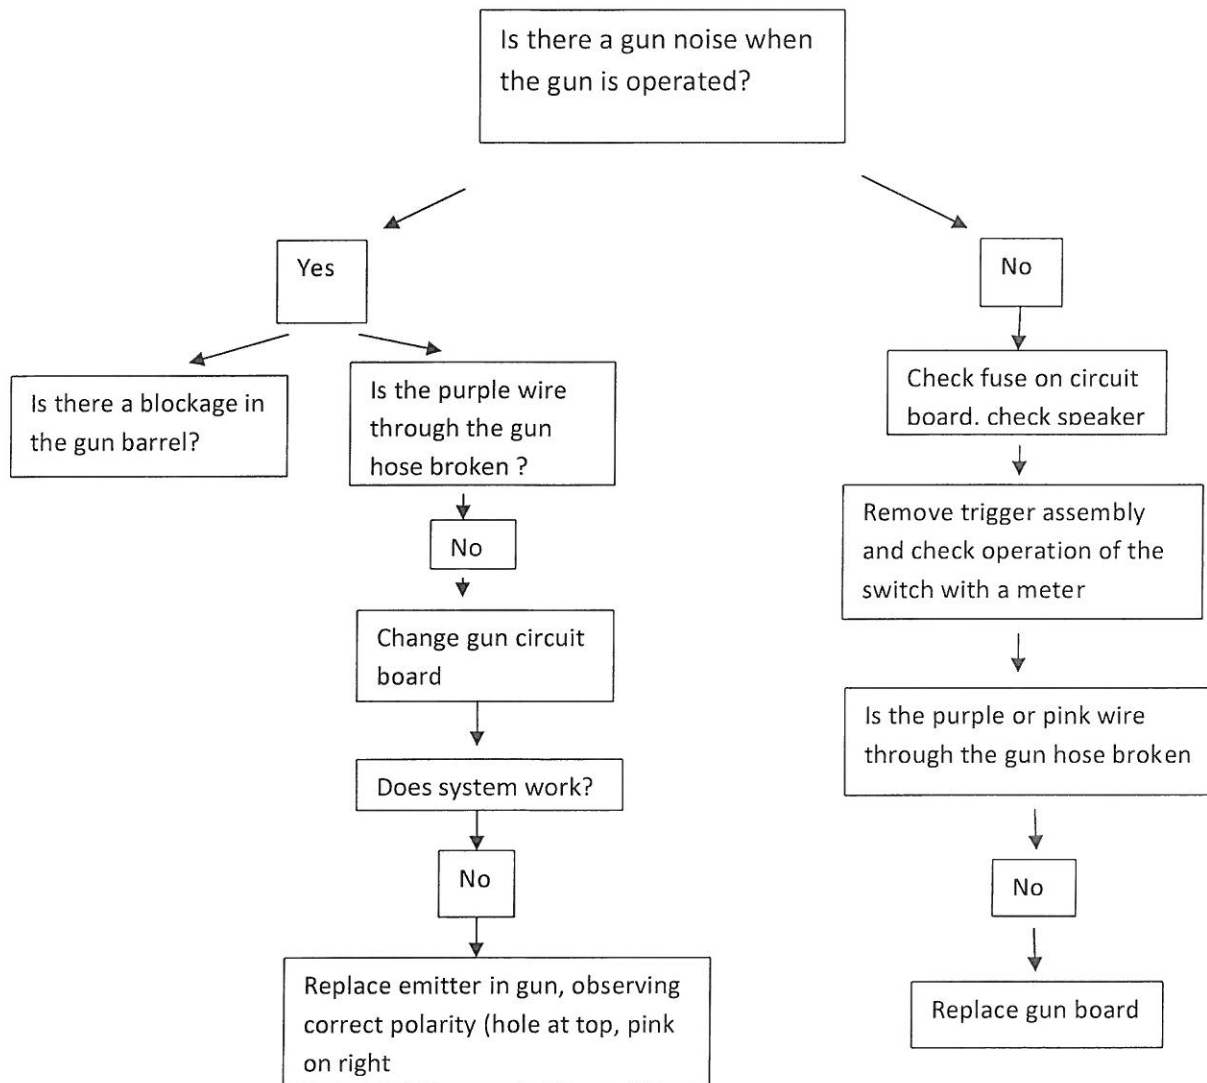 Is there a gun noise when
the gun is operated?
Yes
No
Is there a blockage in
the gun barrel?
Is the purple wire
through the gun
hose broken ?
Check fuse on circuit
board, check speaker
No
Remove trigger assembly
and check operation of the
switch with a meter
Change gun circuit
board
Is the purple or pink wire
through the gun hose broken
Does system work?
No
No
Replace emitter in gun, observing
correct polarity (hole at top, pink
on right
Replace gun board